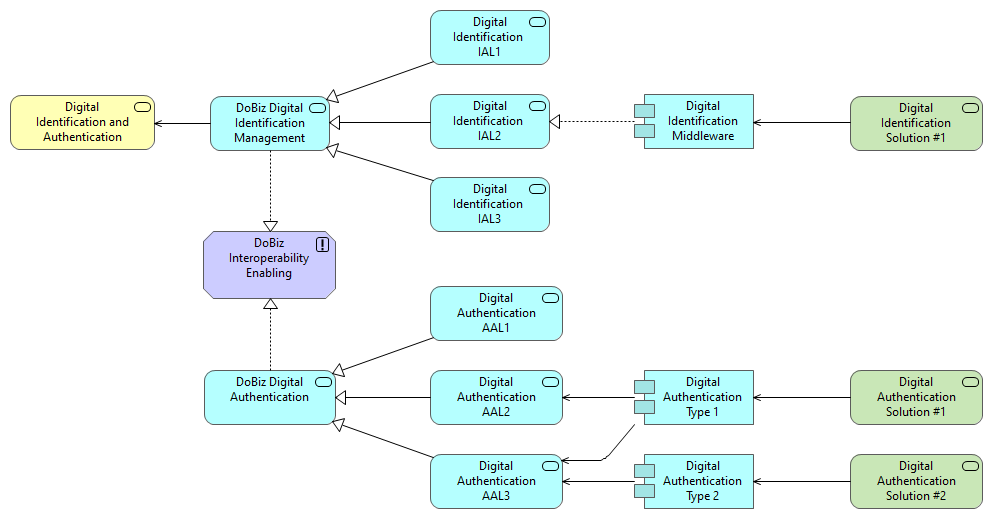 Digital
Identification
IAL1
Digital
Identification and
Authentication
DoBiz Digital
Identification
Management
Digital
Identification
IAL2
Digital
Identification
Middleware
Digital
Identification
Solution #1
Digital
Identification
IAL3
DoBiz
Interoperability
Enabling
Digital
Authentication
AAL1
DoBiz Digital
Authentication
Digital
Authentication
AAL2
Digital
Authentication
Type 1
Digital
Authentication
Solution #1
Digital
Authentication
AAL3
Digital
Authentication
Type 2
Digital
Authentication
Solution #2